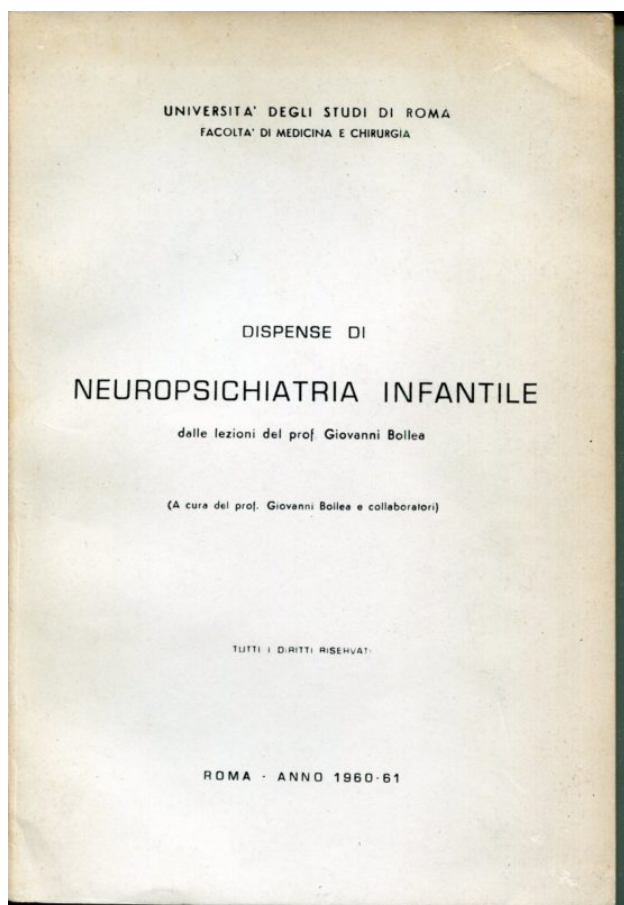 UNIVERSITA' DEGLI STUDI DI ROMA
FACOLTA' DI MEDICINA E CHIRURGIA
DISPENSE DI
NEUROPSICHIATRIA INFANTILE
dalle lezioni del prof. Giovanni Bollea
(A cura del prof. Giovanni Bollea e collaboratori)
TUTTI I DIRITTI RISERVATI
ROMA - ANNO 1960-61